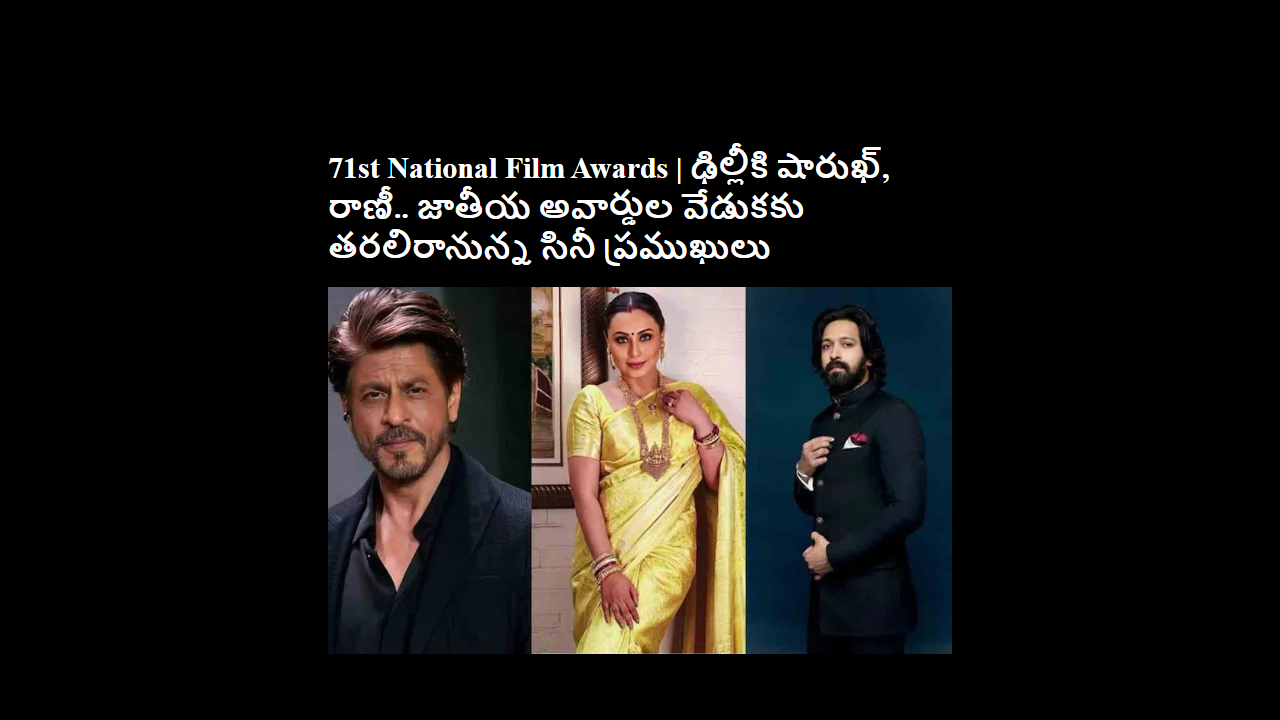 71st National Film Awards | ఢిల్లీకి షారుఖ్,
రాణీ.. జాతీయ అవార్డుల వేడుకకు
తరలిరానున్న సినీ ప్రముఖులు